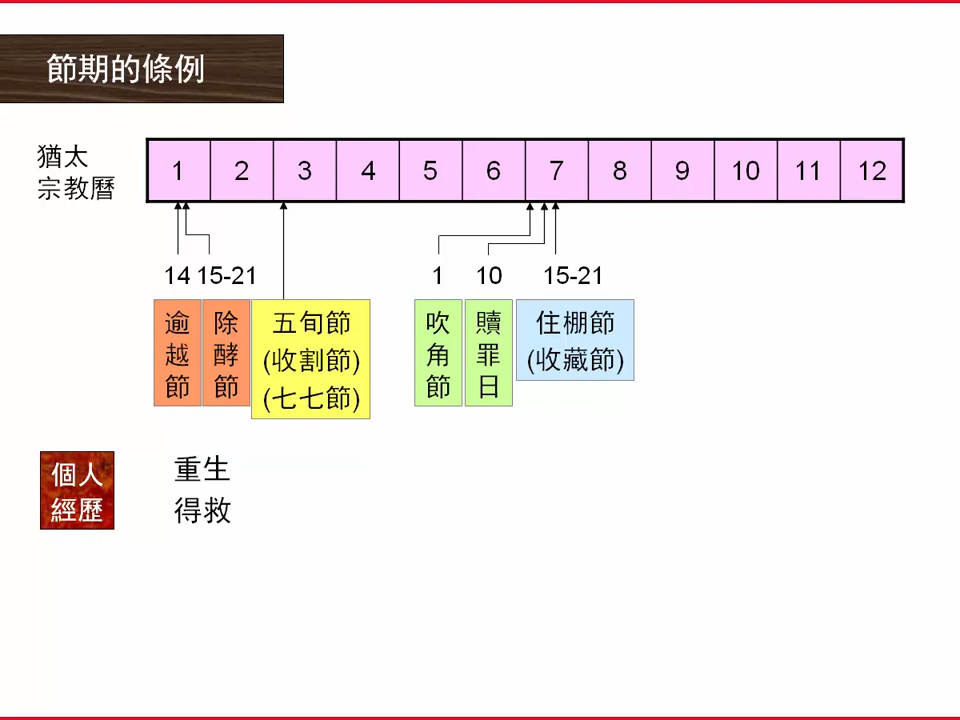 節期的條例
猶太
宗教曆
1 2 3 4 5 6 7 8 9 10 11 12
14 15-21 1 10 15-21
逾越節
除酵節
五旬節
(收割節)
(七七節)
吹角節
贖罪日
住棚節
(收藏節)
個人
經歷
重生
得救